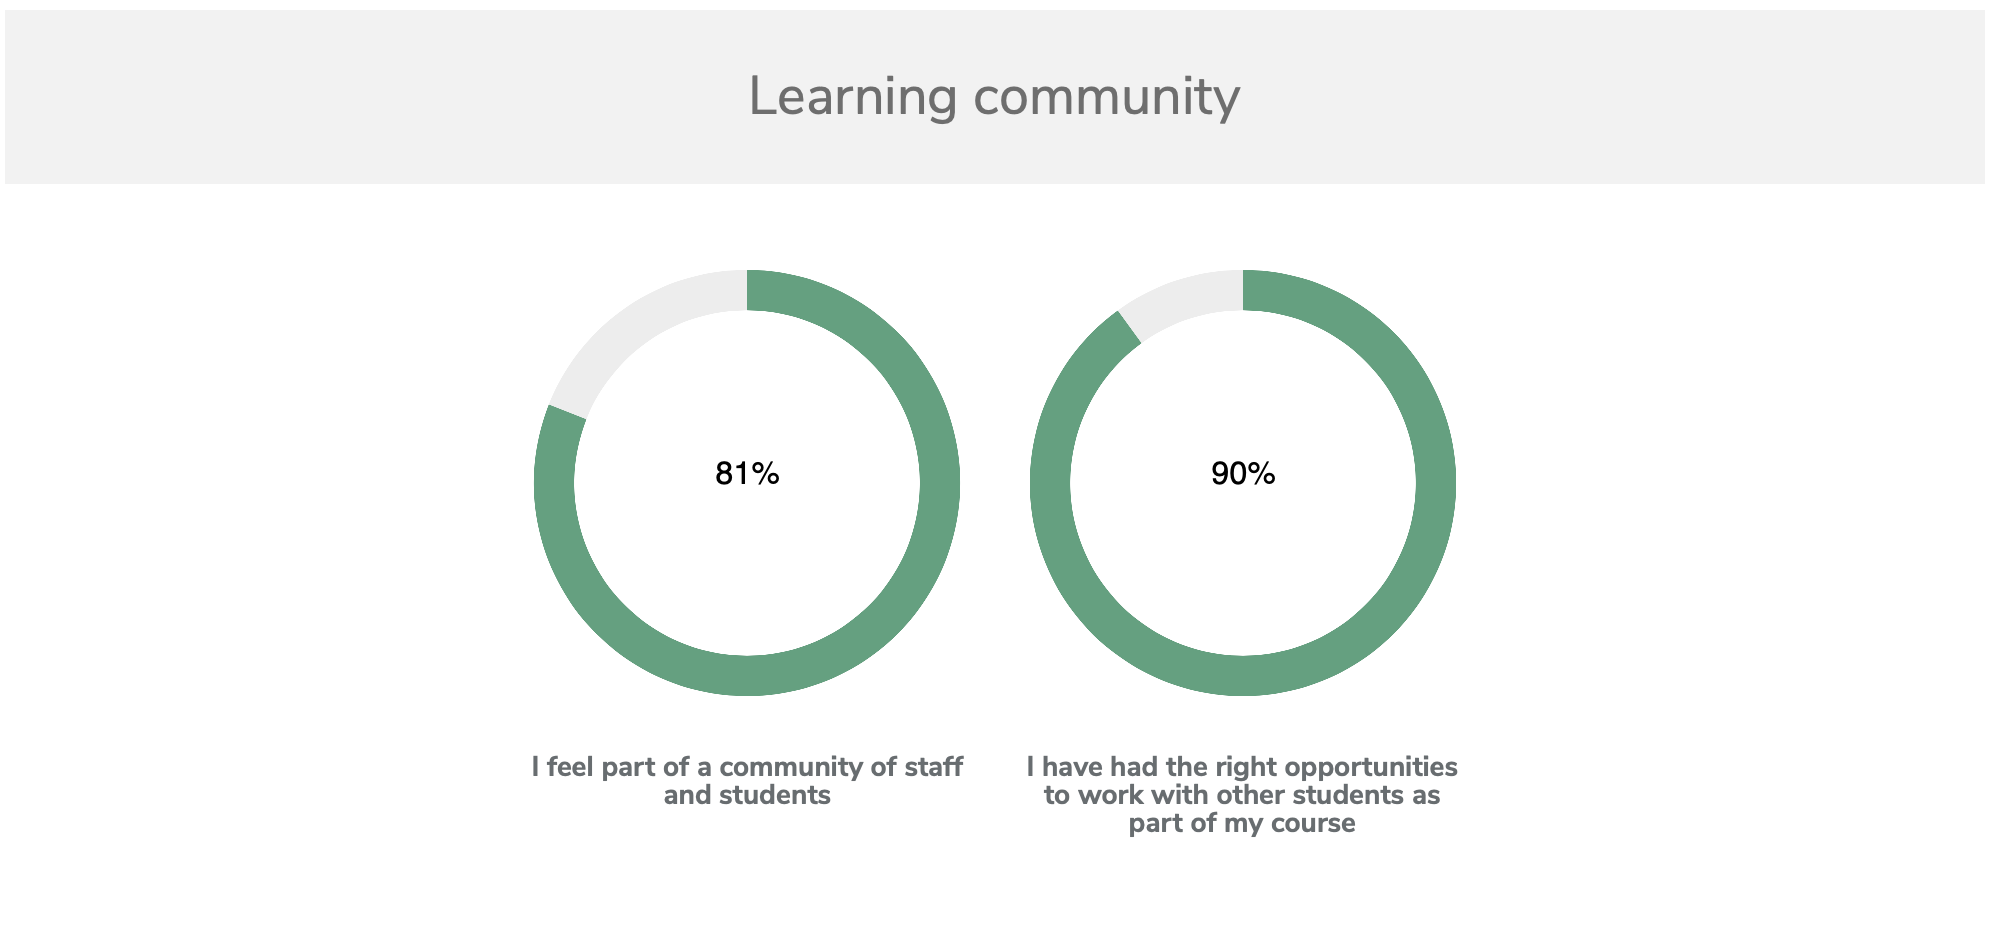 Learning community
81%
90%
I feel part of a community of staff
and students
I have had the right opportunities
to work with other students as
part of my course